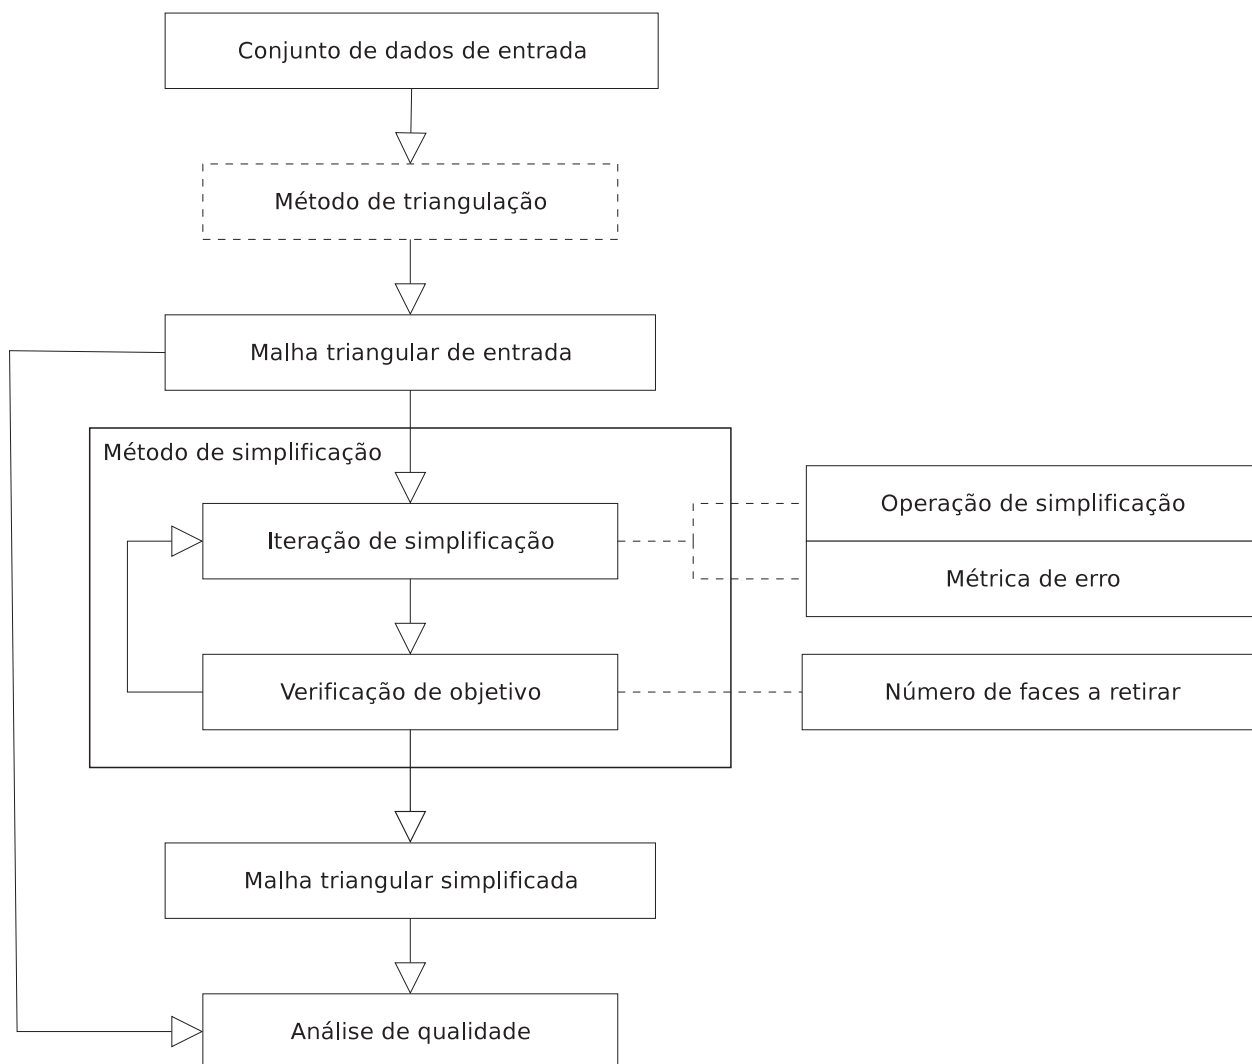 Conjunto de dados de entrada
Método de triangulação
Malha triangular de entrada
Método de simplificação
Iteração de simplificação
Operação de simplificação
Métrica de erro
Verificação de objetivo
Número de faces a retirar
Malha triangular simplificada
Análise de qualidade